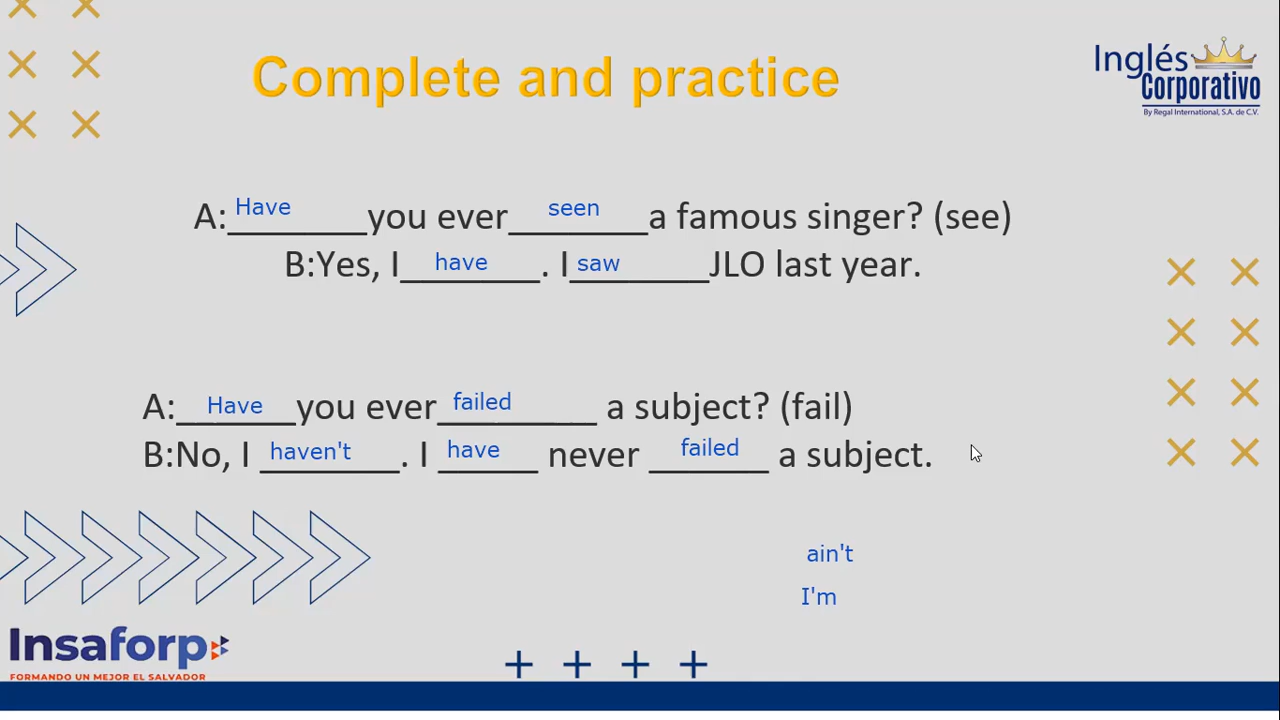 Complete and practice
Inglés
Corporativo
By Regal International, S.A. de C.V.
A: Have you ever seen a famous singer? (see)
B:Yes, I have. I saw JLO last year.
A: Have you ever failed a subject? (fail)
B:No, I haven't. I have never failed a subject.
ain't
I'm
Insaforp
FORMANDO UN MEJOR EL SALVADOR